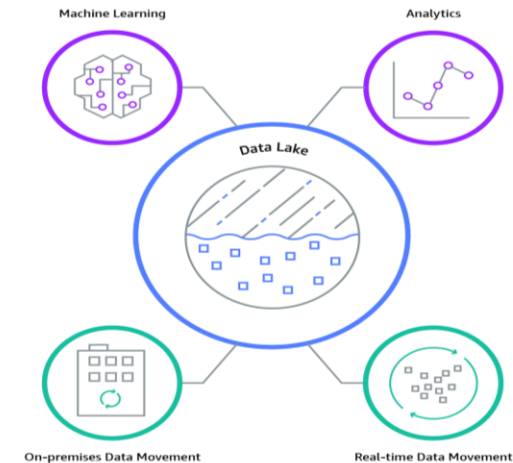 Machine Learning
Analytics
Data Lake
On-premises Data Movement
Real-time Data Movement